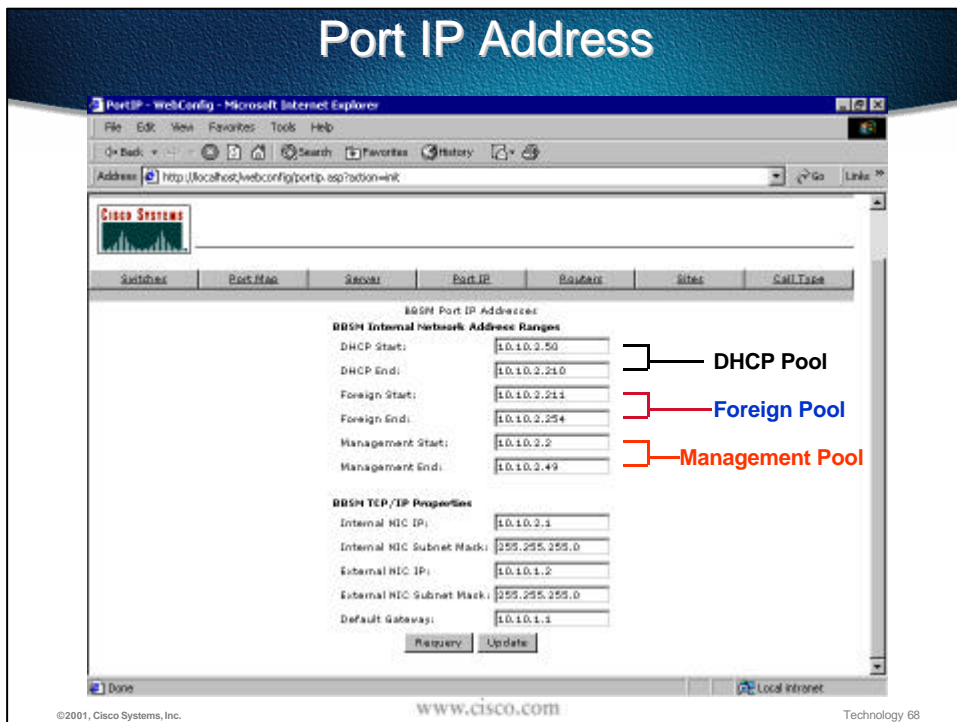 Port IP Address
PortIP - WebConfig - Microsoft Internet Explorer
File Edit View Favorites Tools Help
Back Search Favorites History
Address http://localhost/webconfig/portip.asp?action=init Go Links »
CISCO SYSTEMS
Switches Port Map Server Port IP Routers Sites Call Type
BBSM Port IP Addresses
BBSM Internal Network Address Ranges
DHCP Start: 10.10.2.50
DHCP End: 10.10.2.210
DHCP Pool
Foreign Start: 10.10.2.211
Foreign End: 10.10.2.254
Foreign Pool
Management Start: 10.10.2.2
Management End: 10.10.2.49
Management Pool
BBSM TCP/IP Properties
Internal NIC IP: 10.10.2.1
Internal NIC Subnet Mask: 255.255.255.0
External NIC IP: 10.10.1.2
External NIC Subnet Mask: 255.255.255.0
Default Gateway: 10.10.1.1
Requery Update
Done Local intranet
©2001, Cisco Systems, Inc. www.cisco.com Technology 68